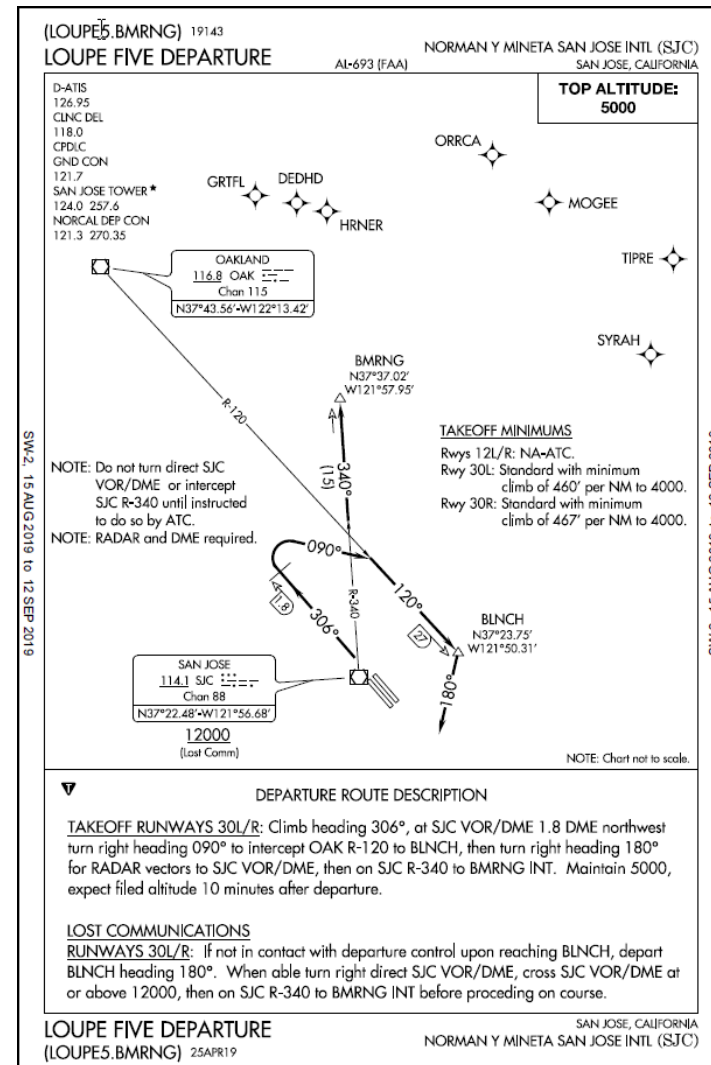 (LOUPE5.BMRNG) 19143
LOUPE FIVE DEPARTURE
AL-693 (FAA)
NORMAN Y MINETA SAN JOSE INTL (SJC)
SAN JOSE, CALIFORNIA
D-ATIS
126.95
CLNC DEL
118.0
CPDLC
GND CON
121.7
SAN JOSE TOWER*
124.0 257.6
NORCAL DEP CON
121.3 270.35
TOP ALTITUDE:
5000
ORRCA
GRTFL
DEDHD
HRNER
MOGEE
TIPRE
SYRAH
OAKLAND
116.8 OAK
Chan 115
N37°43.56'-W122°13.42'
R-120
BMRNG
N37°37.02'
W121°57.95'
340°
(15)
TAKEOFF MINIMUMS
Rwys 12L/R: NA-ATC.
Rwy 30L: Standard with minimum
climb of 460' per NM to 4000.
Rwy 30R: Standard with minimum
climb of 467' per NM to 4000.
NOTE: Do not turn direct SJC
VOR/DME or intercept
SJC R-340 until instructed
to do so by ATC.
NOTE: RADAR and DME required.
090°
1.8
306°
R-340
120°
27
BLNCH
N37°23.75'
W121°50.31'
180°
SAN JOSE
114.1 SJC
Chan 88
N37°22.48'-W121°56.68'
12000
(Lost Comm)
NOTE: Chart not to scale.
SW-2, 15 AUG 2019 to 12 SEP 2019
T
DEPARTURE ROUTE DESCRIPTION
TAKEOFF RUNWAYS 30L/R: Climb heading 306°, at SJC VOR/DME 1.8 DME northwest
turn right heading 090° to intercept OAK R-120 to BLNCH, then turn right heading 180°
for RADAR vectors to SJC VOR/DME, then on SJC R-340 to BMRNG INT. Maintain 5000,
expect filed altitude 10 minutes after departure.
LOST COMMUNICATIONS
RUNWAYS 30L/R: If not in contact with departure control upon reaching BLNCH, depart
BLNCH heading 180°. When able turn right direct SJC VOR/DME, cross SJC VOR/DME at
or above 12000, then on SJC R-340 to BMRNG INT before proceding on course.
LOUPE FIVE DEPARTURE
(LOUPE5.BMRNG) 25APR19
SAN JOSE, CALIFORNIA
NORMAN Y MINETA SAN JOSE INTL (SJC)